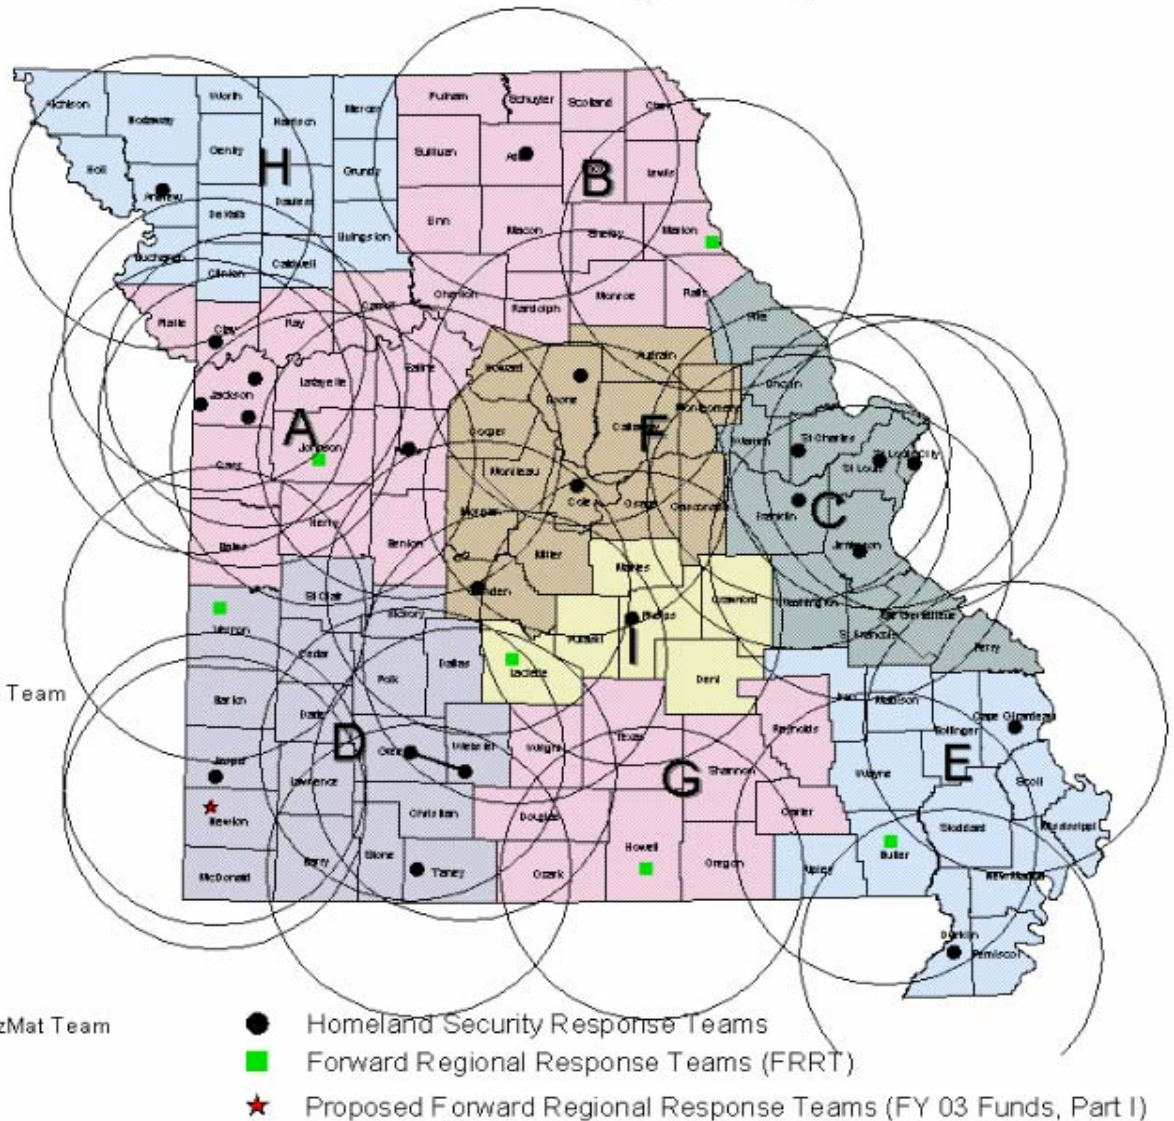 Worth
Mercer
Putnam
Schuyler
Scotland
Clark
Nodaway
Harrison
Holt
Gentry
Sullivan
Grundy
Lewis
H
B
Andrew
Daviess
DeKalb
Linn
Macon
Shelby
Marion
Livingston
Buchanan
Clinton
Caldwell
Chariton
Randolph
Monroe
Ralls
Platte
Clay
Ray
Carroll
Pike
Audrain
Saline
Howard
Boone
Lafayette
Jackson
Lincoln
Montgomery
A
F
Callaway
Cooper
Johnson
Warren
St Charles
Cass
Moniteau
St Louis
St Louis City
Cole
Osage
Gasconade
Franklin
C
Henry
Morgan
Benton
Miller
Jefferson
Bates
Maries
St Clair
Camden
Crawford
Washington
Hickory
Vernon
Phelps
Ste Genevieve
Pulaski
I
St Francois
Cedar
Dallas
Perry
Laclede
Polk
Dent
Team
Barton
Dade
Iron
Madison
Bollinger
Cape Girardeau
D
Greene
Webster
Wright
Texas
Reynolds
Jasper
Lawrence
G
Shannon
Wayne
E
Scott
Newton
Christian
Douglas
Carter
Stoddard
Mississippi
McDonald
Barry
Stone
Taney
Ozark
Howell
Oregon
Ripley
Butler
New Madrid
Dunklin
Pemiscot
zMat Team
Homeland Security Response Teams
Forward Regional Response Teams (FRRT)
Proposed Forward Regional Response Teams (FY 03 Funds, Part I)